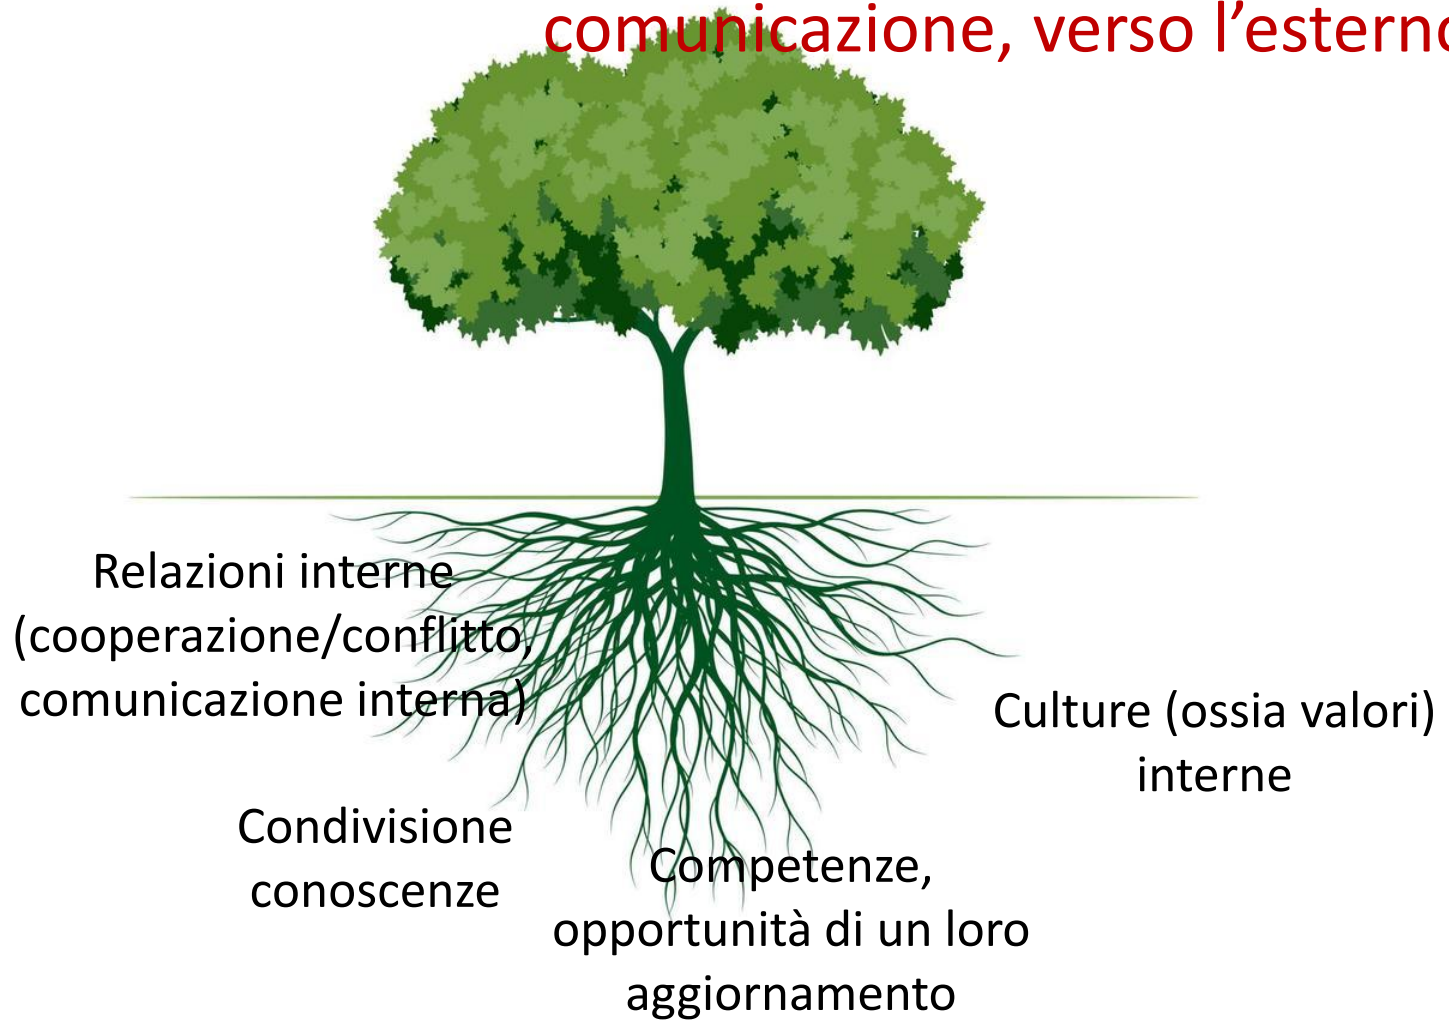 comunicazione, verso l’esterno
Relazioni interne
(cooperazione/conflitto,
comunicazione interna)
Culture (ossia valori)
interne
Condivisione
conoscenze
Competenze,
opportunità di un loro
aggiornamento